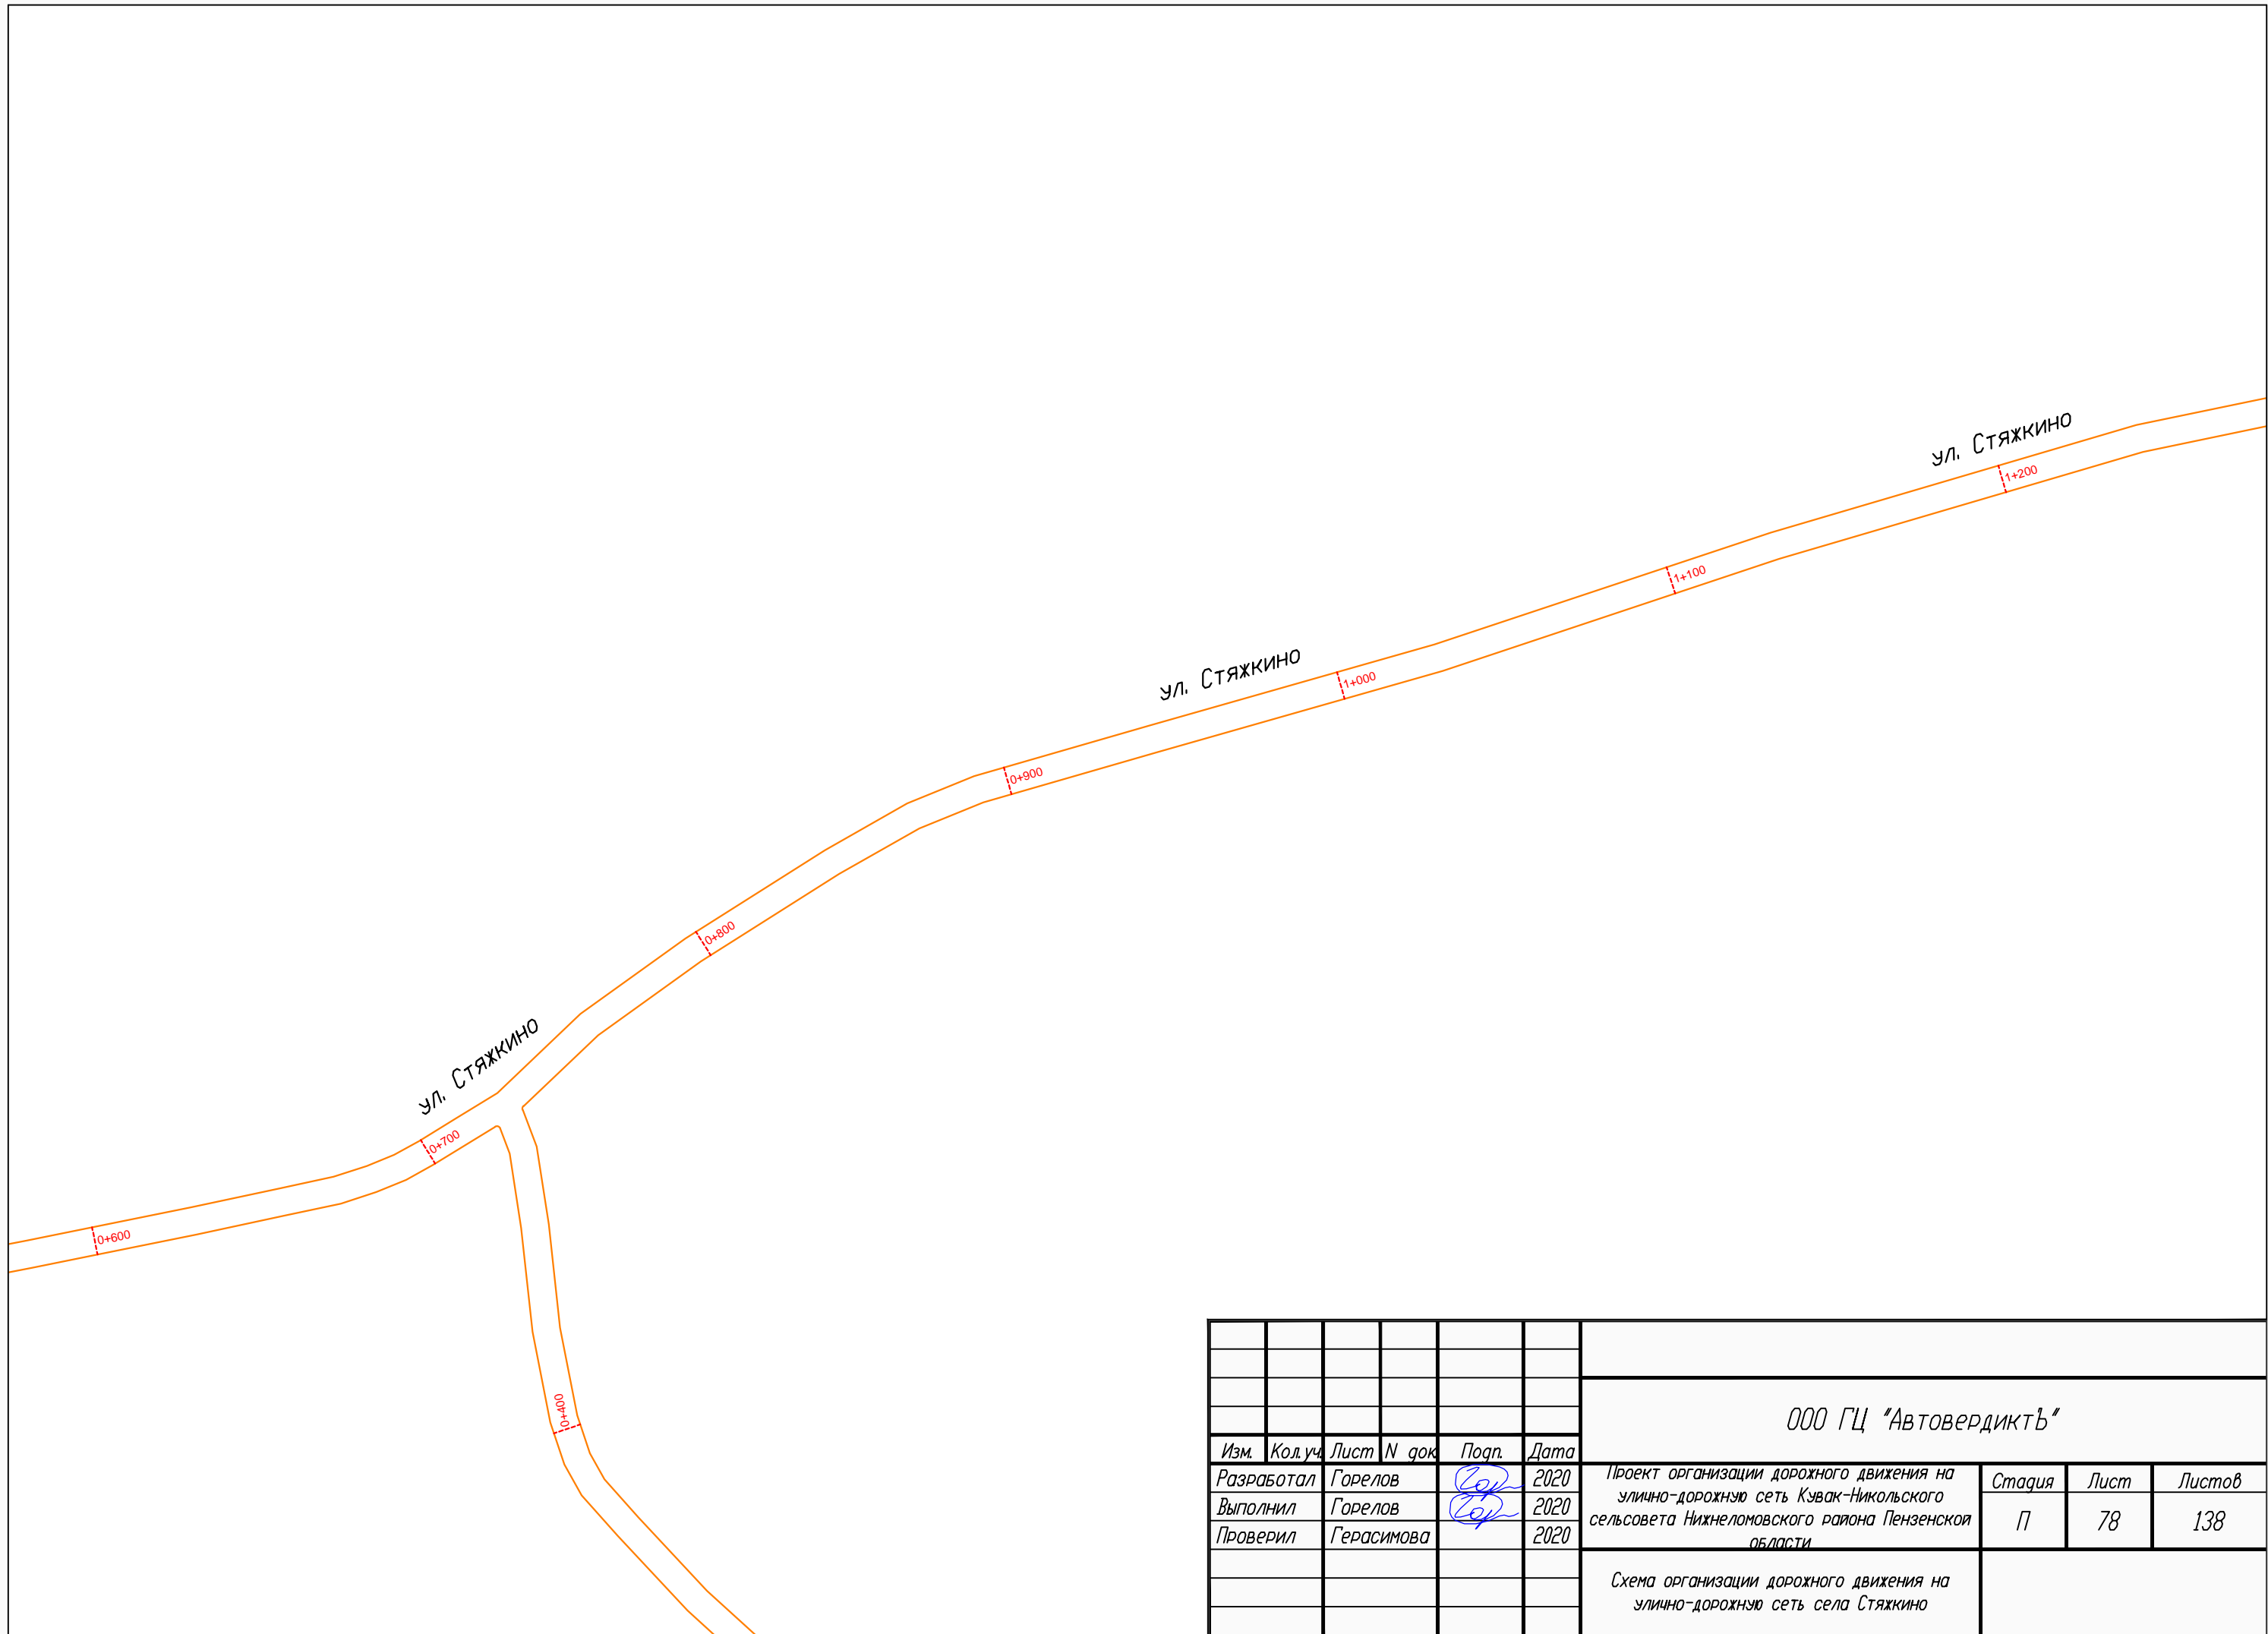 ул. Стяжкино
1+200
1+100
ул. Стяжкино
1+000
0+900
0+800
ул. Стяжкино
0+700
0+600
0+400
ООО ГЦ "АвтовердиктЪ"
Изм. Кол.уч Лист N док Подп. Дата
Разработал Горелов 2020
Выполнил Горелов 2020
Проверил Герасимова 2020
Проект организации дорожного движения на
улично-дорожную сеть Кувак-Никольского
сельсовета Нижнеломовского района Пензенской
области
Стадия Лист Листов
П 78 138
Схема организации дорожного движения на
улично-дорожную сеть села Стяжкино